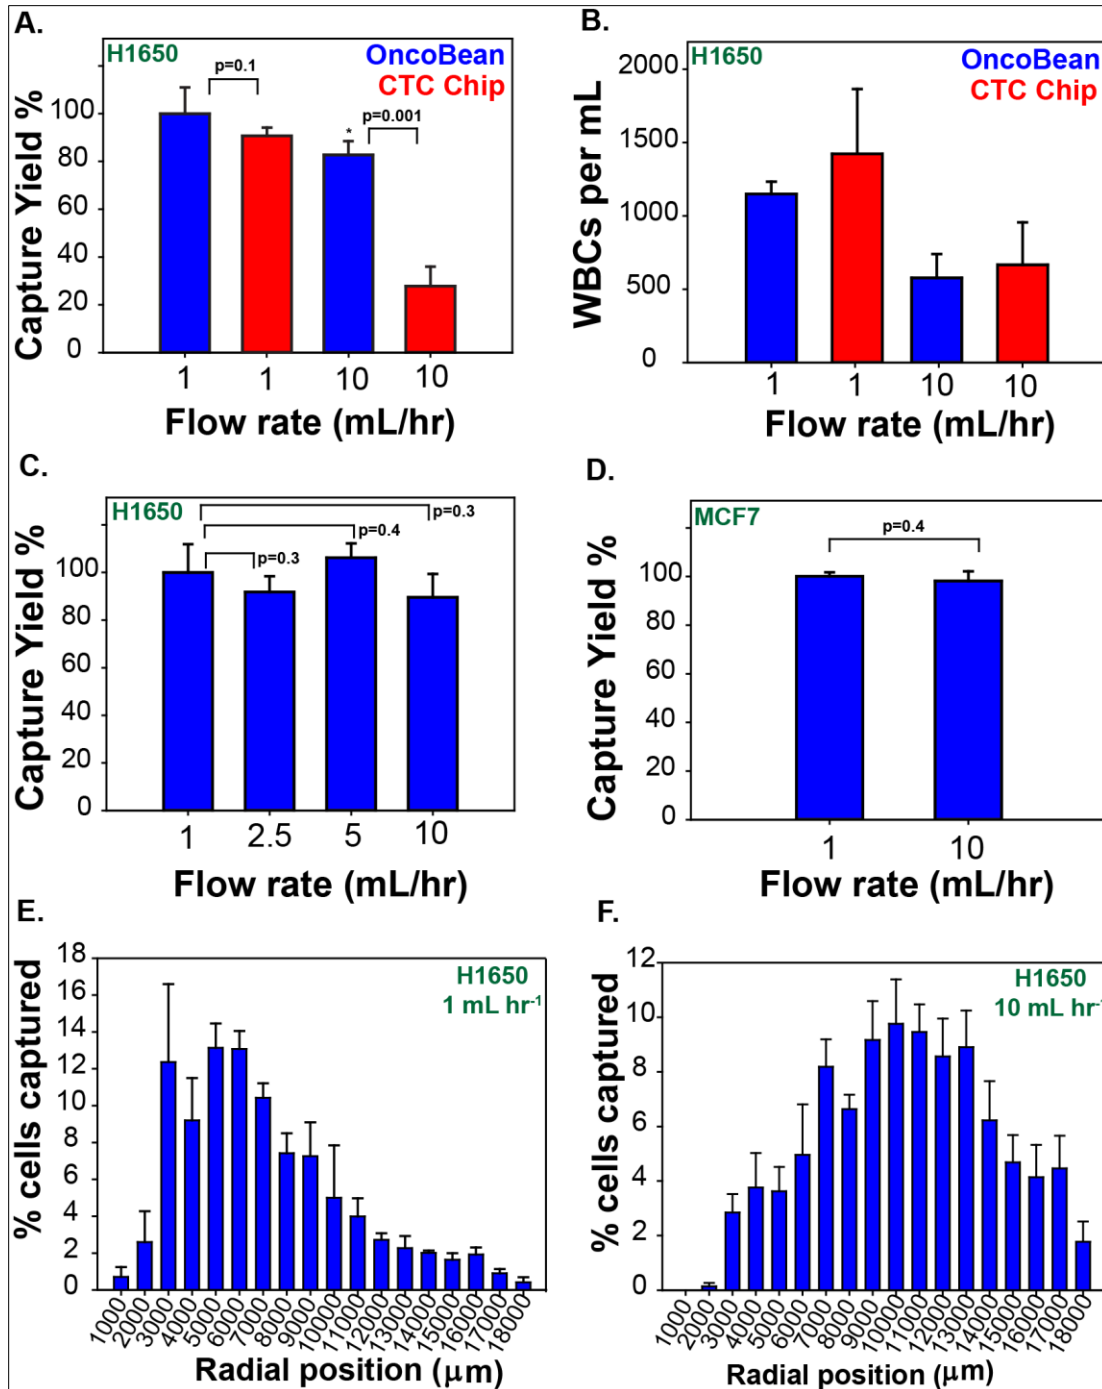 A.
H1650
OncoBean
CTC Chip
p=0.1
p=0.001
*
Capture Yield %
100
80
60
40
20
0
1 1 10 10
Flow rate (mL/hr)
B.
H1650
OncoBean
CTC Chip
WBCs per mL
2000
1500
1000
500
0
1 1 10 10
Flow rate (mL/hr)
C.
H1650
p=0.3
p=0.4
p=0.3
Capture Yield %
100
80
60
40
20
0
1 2.5 5 10
Flow rate (mL/hr)
D.
MCF7
p=0.4
Capture Yield %
100
80
60
40
20
0
1 10
Flow rate (mL/hr)
E.
H1650
1 mL hr⁻¹
% cells captured
18
16
14
12
10
8
6
4
2
0
1000 2000 3000 4000 5000 6000 7000 8000 9000 10000 11000 12000 13000 14000 15000 16000 17000 18000
Radial position (μm)
F.
H1650
10 mL hr⁻¹
% cells captured
12
10
8
6
4
2
0
1000 2000 3000 4000 5000 6000 7000 8000 9000 10000 11000 12000 13000 14000 15000 16000 17000 18000
Radial position (μm)